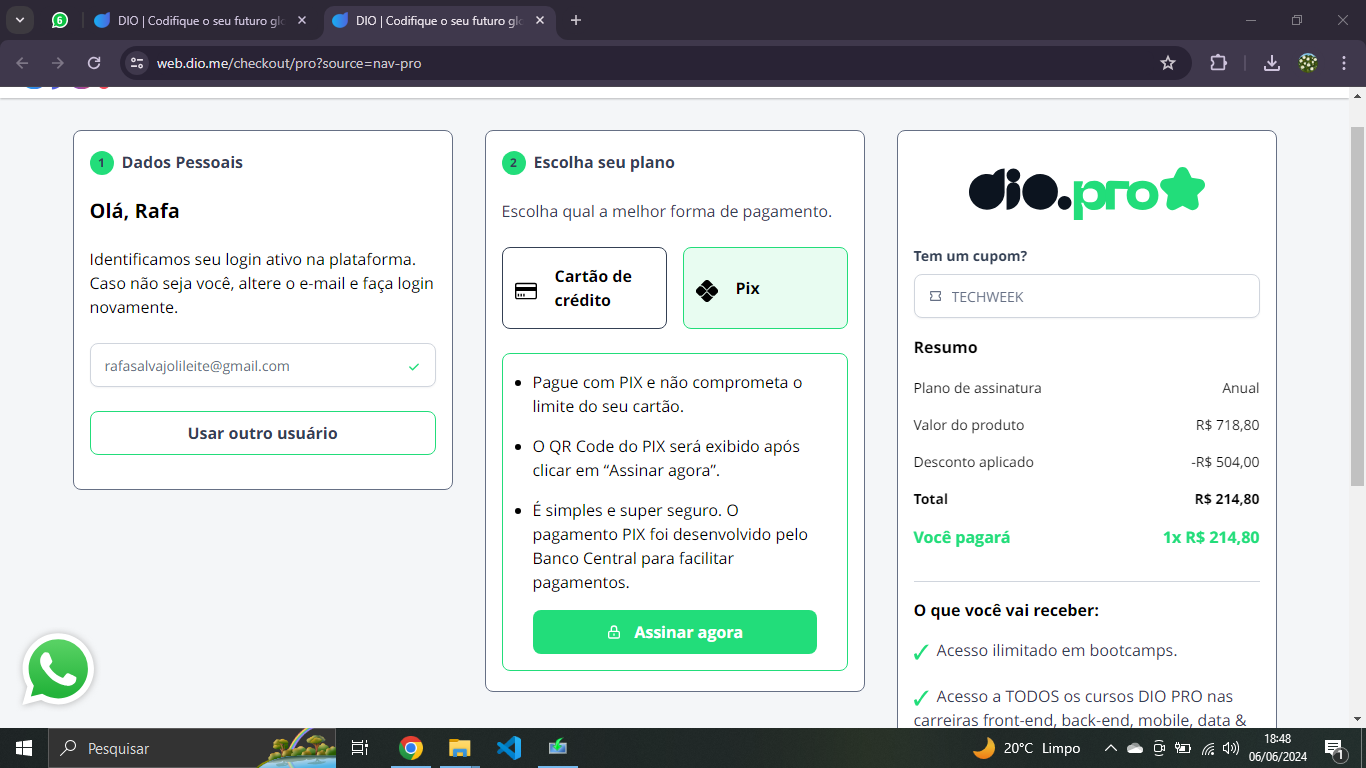 6
DIO | Codifique o seu futuro glo
DIO | Codifique o seu futuro glo
web.dio.me/checkout/pro?source=nav-pro
1 Dados Pessoais
Olá, Rafa
Identificamos seu login ativo na plataforma.
Caso não seja você, altere o e-mail e faça login
novamente.
rafasalvajolileite@gmail.com
Usar outro usuário
2 Escolha seu plano
Escolha qual a melhor forma de pagamento.
Cartão de
crédito
Pix
Pague com PIX e não comprometa o
limite do seu cartão.
O QR Code do PIX será exibido após
clicar em “Assinar agora”.
É simples e super seguro. O
pagamento PIX foi desenvolvido pelo
Banco Central para facilitar
pagamentos.
Assinar agora
dio.pro
Tem um cupom?
TECHWEEK
Resumo
Plano de assinatura Anual
Valor do produto R$ 718,80
Desconto aplicado -R$ 504,00
Total R$ 214,80
Você pagará 1x R$ 214,80
O que você vai receber:
Acesso ilimitado em bootcamps.
Acesso a TODOS os cursos DIO PRO nas
carreiras front-end, back-end, mobile, data &
Pesquisar
20°C Limpo
18:48
06/06/2024
1